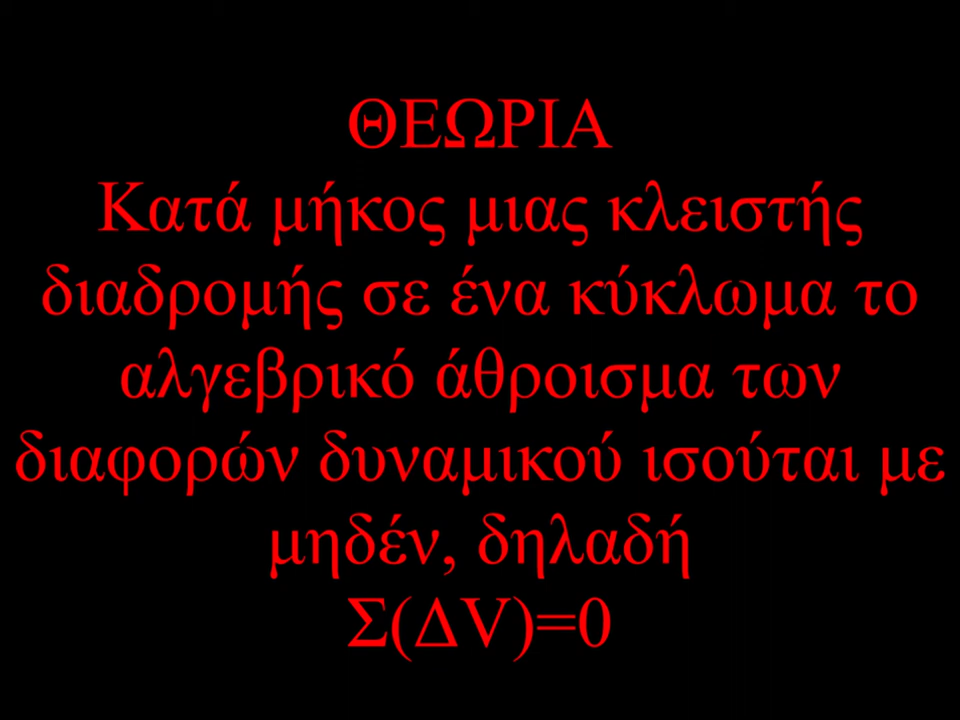 ΘΕΩΡΙΑ
Κατά μήκος μιας κλειστής
διαδρομής σε ένα κύκλωμα το
αλγεβρικό άθροισμα των
διαφορών δυναμικού ισούται με
μηδέν, δηλαδή
Σ(ΔV)=0